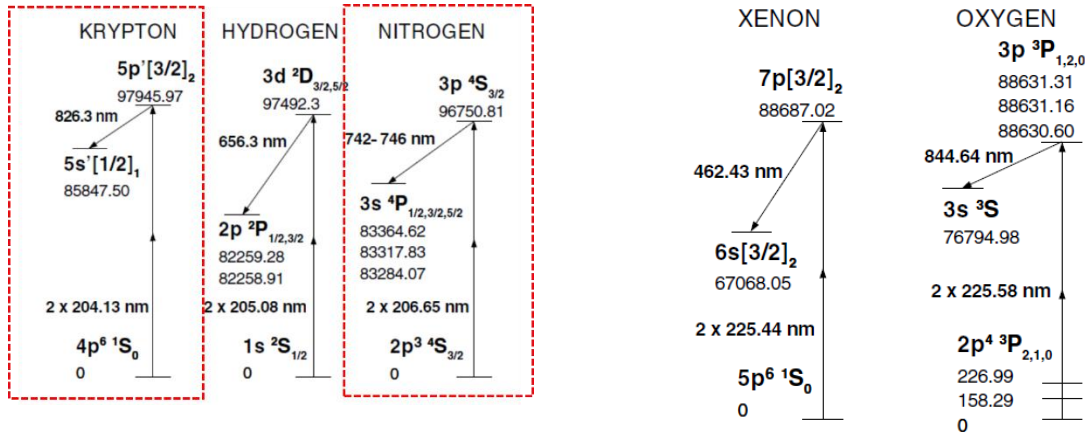 KRYPTON
5p'[3/2]₂
97945.97
826.3 nm
5s'[1/2]₁
85847.50
2 x 204.13 nm
4p⁶ ¹S₀
0
HYDROGEN
3d ²D₃/₂,₅/₂
97492.3
656.3 nm
2p ²P₁/₂,₃/₂
82259.28
82258.91
2 x 205.08 nm
1s ²S₁/₂
0
NITROGEN
3p ⁴S₃/₂
96750.81
742- 746 nm
3s ⁴P₁/₂,₃/₂,₅/₂
83364.62
83317.83
83284.07
2 x 206.65 nm
2p³ ⁴S₃/₂
0
XENON
7p[3/2]₂
88687.02
462.43 nm
6s[3/2]₂
67068.05
2 x 225.44 nm
5p⁶ ¹S₀
0
OXYGEN
3p ³P₁,₂,₀
88631.31
88631.16
88630.60
844.64 nm
3s ³S
76794.98
2 x 225.58 nm
2p⁴ ³P₂,₁,₀
226.99
158.29
0